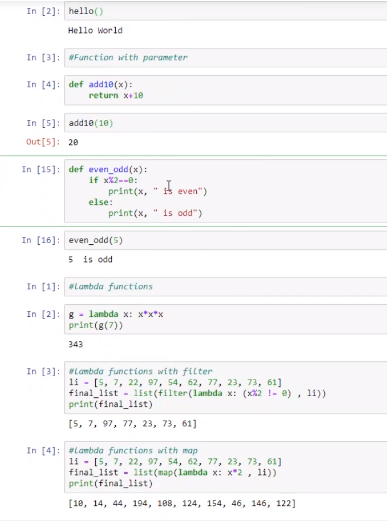 In [2]: hello()
Hello World
In [3]: #Function with parameter
In [4]: def add10(x):
return x+10
In [5]: add10(10)
Out[5]: 20
In [15]: def even_odd(x):
if x%2==0:
print(x, " is even")
else:
print(x, " is odd")
In [16]: even_odd(5)
5  is odd
In [1]: #lambda functions
In [2]: g = lambda x: x*x*x
print(g(7))
343
In [3]: #lambda functions with filter
li = [5, 7, 22, 97, 54, 62, 77, 23, 73, 61]
final_list = list(filter(lambda x: (x%2 != 0) , li))
print(final_list)
[5, 7, 97, 77, 23, 73, 61]
In [4]: #lambda functions with map
li = [5, 7, 22, 97, 54, 62, 77, 23, 73, 61]
final_list = list(map(lambda x: x*2 , li))
print(final_list)
[10, 14, 44, 194, 108, 124, 154, 46, 146, 122]